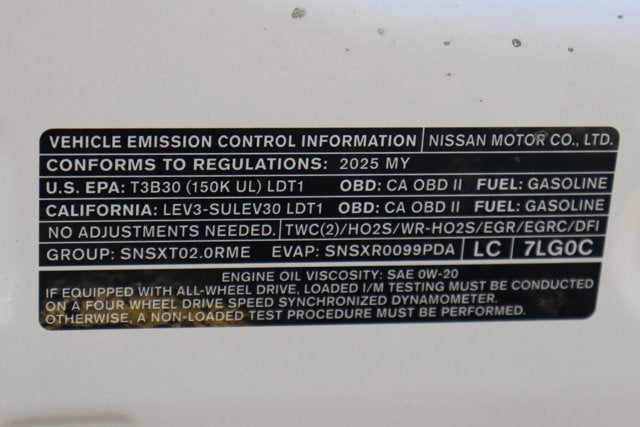 VEHICLE EMISSION CONTROL INFORMATION NISSAN MOTOR CO., LTD.
CONFORMS TO REGULATIONS: 2025 MY
U.S. EPA: T3B30 (150K UL) LDT1 OBD: CA OBD II FUEL: GASOLINE
CALIFORNIA: LEV3-SULEV30 LDT1 OBD: CA OBD II FUEL: GASOLINE
NO ADJUSTMENTS NEEDED. TWC(2)/HO2S/WR-HO2S/EGR/EGRC/DFI
GROUP: SNSXT02.0RME EVAP: SNSXR0099PDA LC 7LG0C
ENGINE OIL VISCOSITY: SAE 0W-20
IF EQUIPPED WITH ALL-WHEEL DRIVE, LOADED I/M TESTING MUST BE CONDUCTED
ON A FOUR WHEEL DRIVE SPEED SYNCHRONIZED DYNAMOMETER.
OTHERWISE, A NON-LOADED TEST PROCEDURE MUST BE PERFORMED.